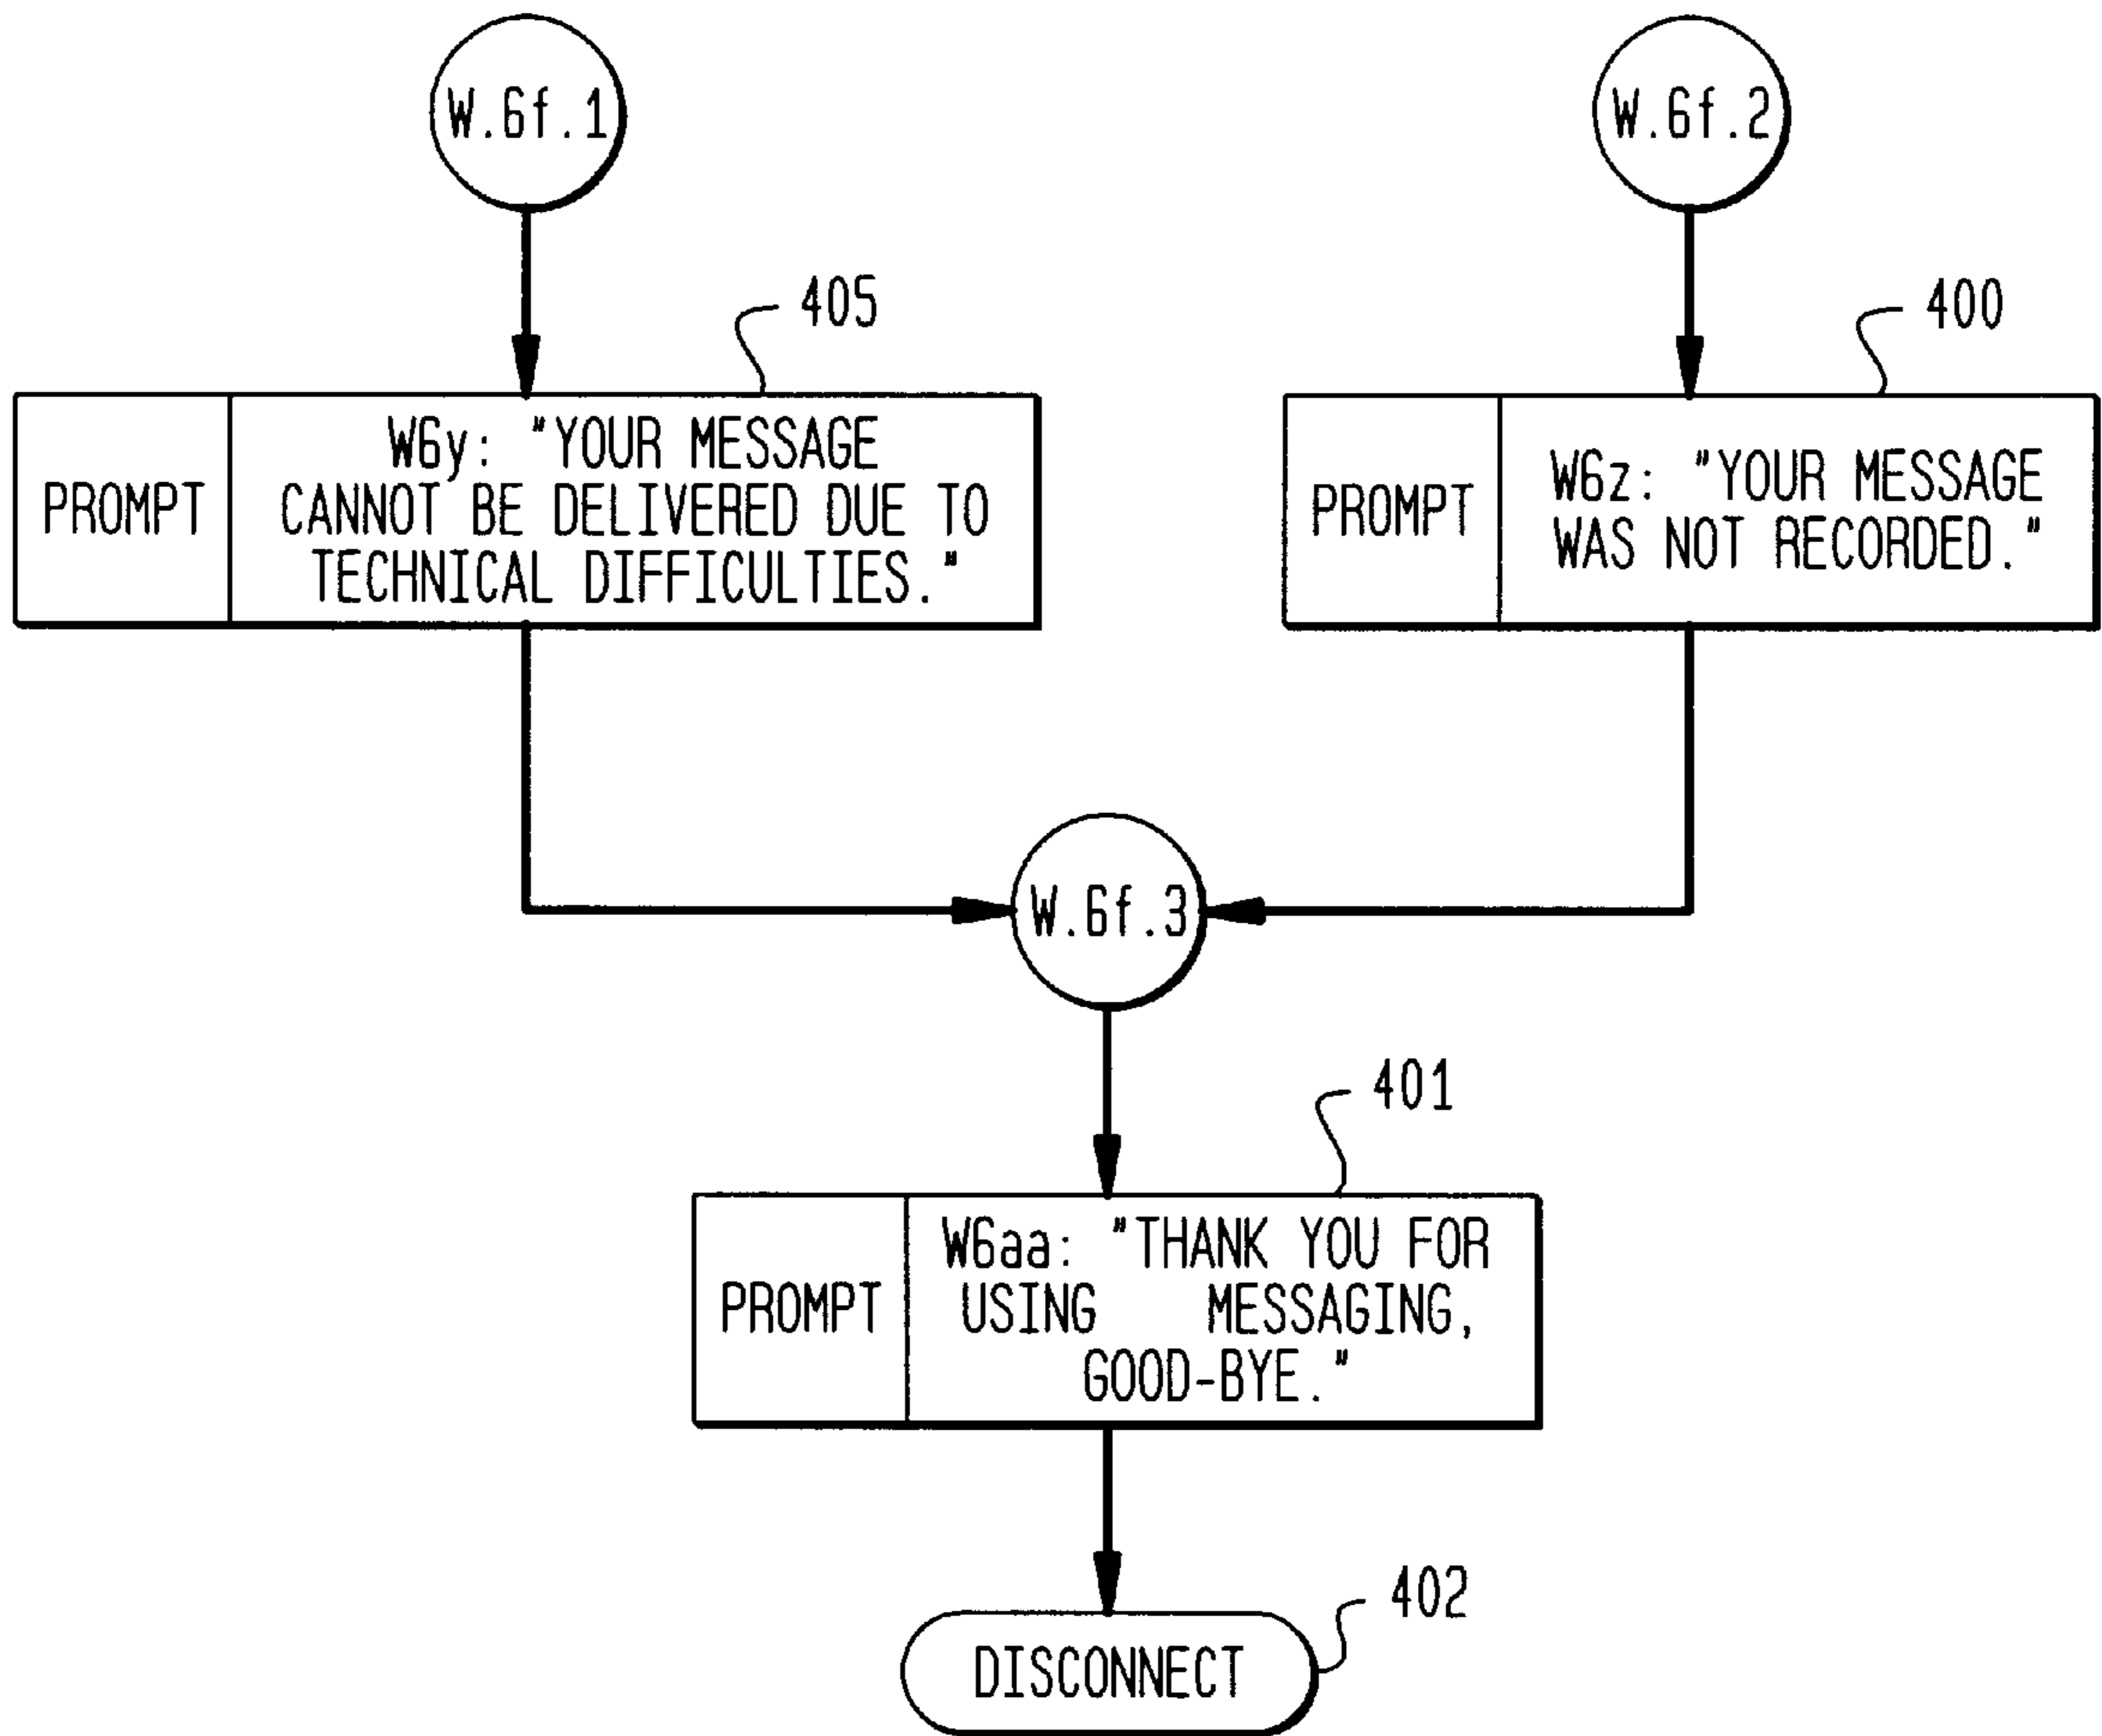 W.6f.1
W.6f.2
405
400
PROMPT
W6y: "YOUR MESSAGE
CANNOT BE DELIVERED DUE TO
TECHNICAL DIFFICULTIES."
PROMPT
W6z: "YOUR MESSAGE
WAS NOT RECORDED."
W.6f.3
401
PROMPT
W6aa: "THANK YOU FOR
USING MESSAGING,
GOOD-BYE."
402
DISCONNECT